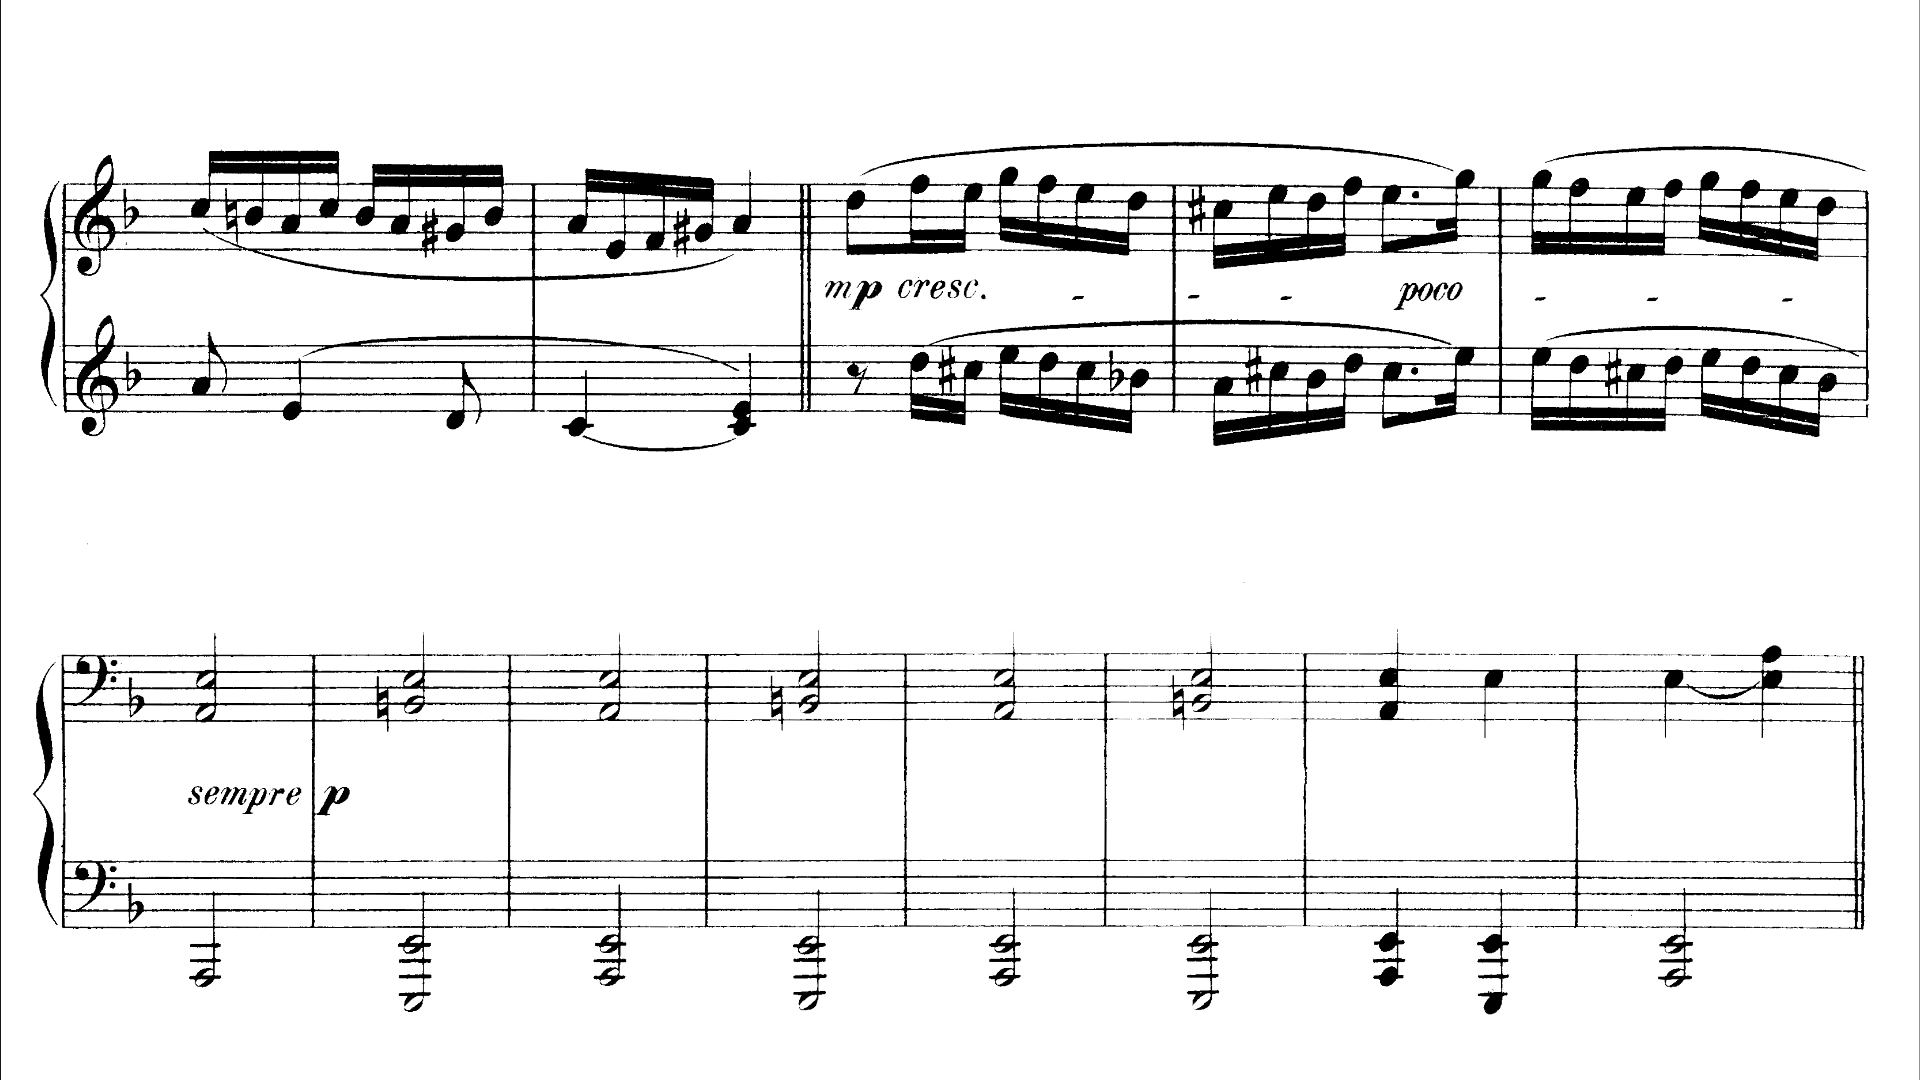 mp cresc. - - - poco - - -
sempre p